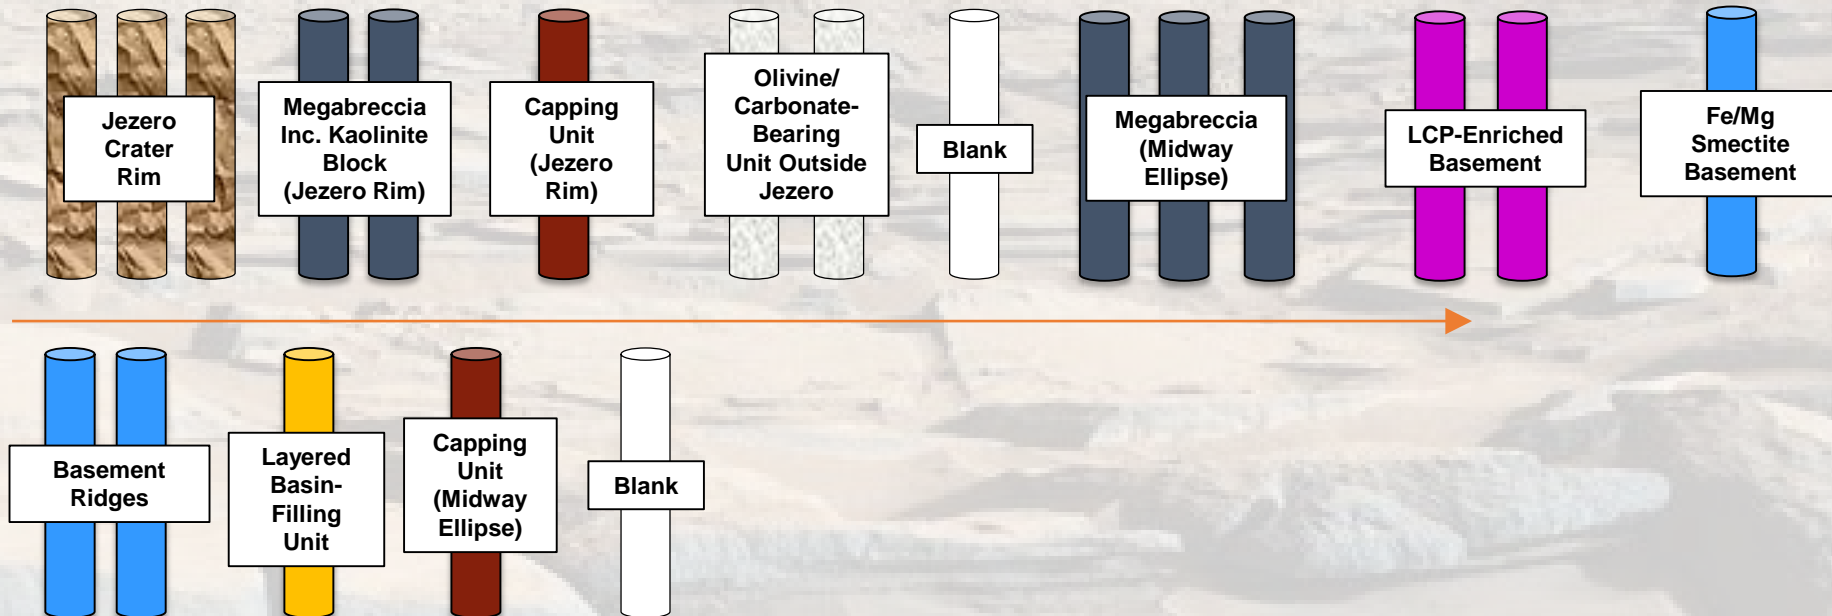 Jezero
Crater
Rim
Megabreccia
Inc. Kaolinite
Block
(Jezero Rim)
Capping
Unit
(Jezero
Rim)
Olivine/
Carbonate-
Bearing
Unit Outside
Jezero
Blank
Megabreccia
(Midway
Ellipse)
LCP-Enriched
Basement
Fe/Mg
Smectite
Basement
Basement
Ridges
Layered
Basin-
Filling
Unit
Capping
Unit
(Midway
Ellipse)
Blank